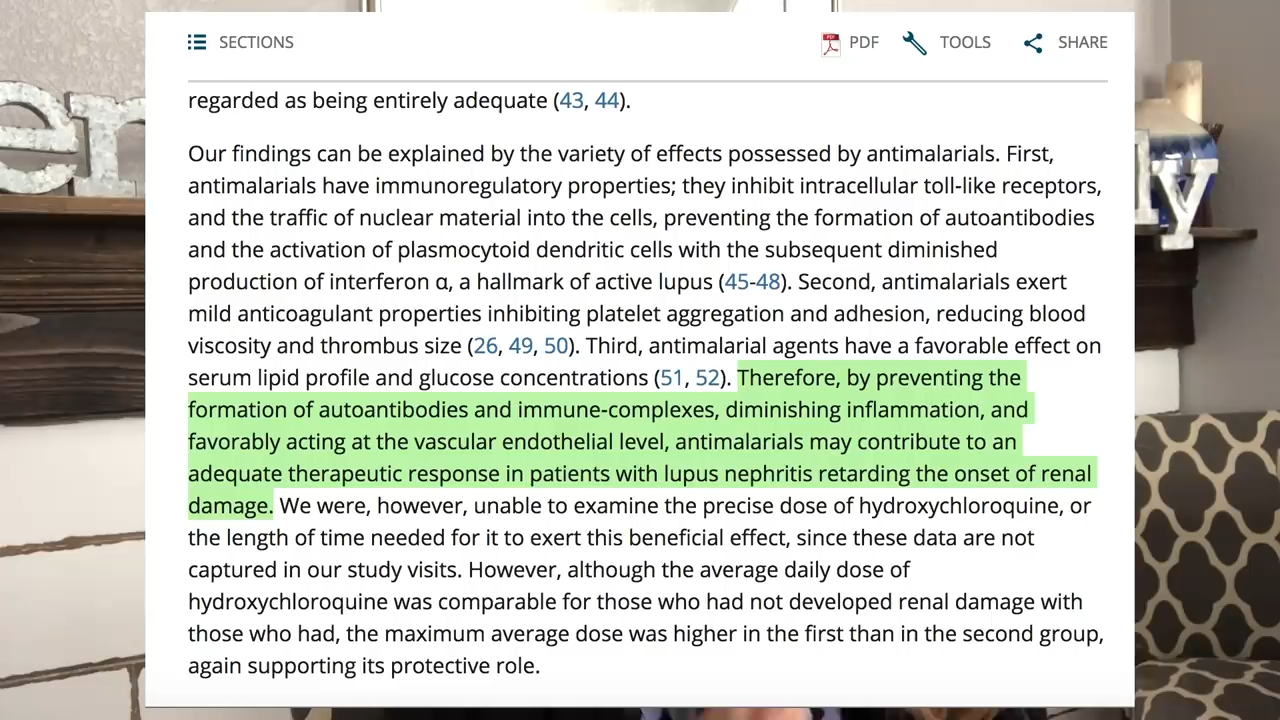 SECTIONS
PDF
TOOLS
SHARE
regarded as being entirely adequate (43, 44).
Our findings can be explained by the variety of effects possessed by antimalarials. First,
antimalarials have immunoregulatory properties; they inhibit intracellular toll-like receptors,
and the traffic of nuclear material into the cells, preventing the formation of autoantibodies
and the activation of plasmocytoid dendritic cells with the subsequent diminished
production of interferon α, a hallmark of active lupus (45-48). Second, antimalarials exert
mild anticoagulant properties inhibiting platelet aggregation and adhesion, reducing blood
viscosity and thrombus size (26, 49, 50). Third, antimalarial agents have a favorable effect on
serum lipid profile and glucose concentrations (51, 52). Therefore, by preventing the
formation of autoantibodies and immune-complexes, diminishing inflammation, and
favorably acting at the vascular endothelial level, antimalarials may contribute to an
adequate therapeutic response in patients with lupus nephritis retarding the onset of renal
damage. We were, however, unable to examine the precise dose of hydroxychloroquine, or
the length of time needed for it to exert this beneficial effect, since these data are not
captured in our study visits. However, although the average daily dose of
hydroxychloroquine was comparable for those who had not developed renal damage with
those who had, the maximum average dose was higher in the first than in the second group,
again supporting its protective role.
er
ly